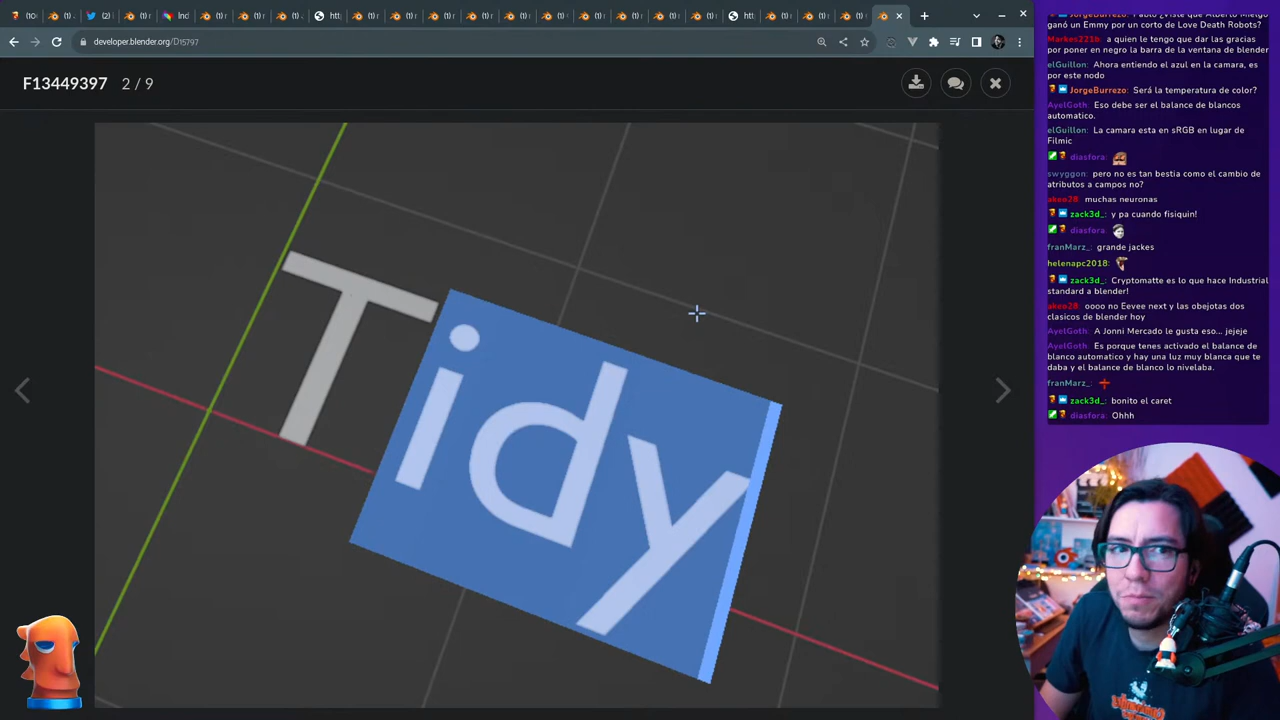 developer.blender.org/D15797
F13449397 2 / 9
Tidy
JorgeBurrezo: Pablo ¿Viste que Alberto Mielgo
ganó un Emmy por un corto de Love Death Robots?
Markes221b: a quien le tengo que dar las gracias
por poner en negro la barra de la ventana de blender
elGuillon: Ahora entiendo el azul en la camara, es
por este nodo
JorgeBurrezo: Será la temperatura de color?
AyelGoth: Eso debe ser el balance de blancos
automatico.
elGuillon: La camara esta en sRGB en lugar de
Filmic
diasfora:
swyggon: pero no es tan bestia como el cambio de
atributos a campos no?
aken28: muchas neuronas
zack3d_: y pa cuando fisiquin!
diasfora:
franMarz_: grande jackes
helenapc2018:
zack3d_: Cryptomatte es lo que hace Industrial
standard a blender!
aken28: oooo no Eevee next y las obejotas dos
clasicos de blender hoy
AyelGoth: A Jonni Mercado le gusta eso... jejeje
AyelGoth: Es porque tenes activado el balance de
blanco automatico y hay una luz muy blanca que te
daba y el balance de blanco lo nivelaba.
franMarz_:
zack3d_: bonito el caret
diasfora: Ohhh